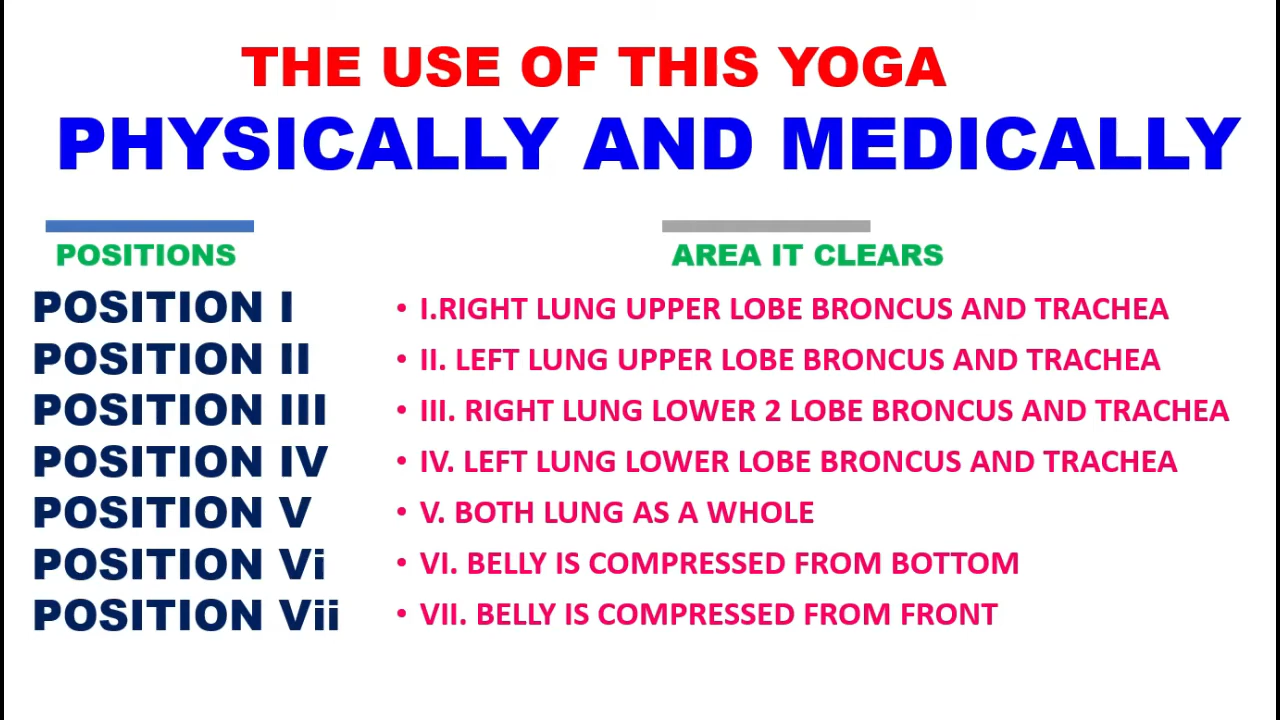 THE USE OF THIS YOGA
PHYSICALLY AND MEDICALLY
POSITIONS
AREA IT CLEARS
POSITION I
• I.RIGHT LUNG UPPER LOBE BRONCUS AND TRACHEA
POSITION II
• II. LEFT LUNG UPPER LOBE BRONCUS AND TRACHEA
POSITION III
• III. RIGHT LUNG LOWER 2 LOBE BRONCUS AND TRACHEA
POSITION IV
• IV. LEFT LUNG LOWER LOBE BRONCUS AND TRACHEA
POSITION V
• V. BOTH LUNG AS A WHOLE
POSITION Vi
• VI. BELLY IS COMPRESSED FROM BOTTOM
POSITION Vii
• VII. BELLY IS COMPRESSED FROM FRONT